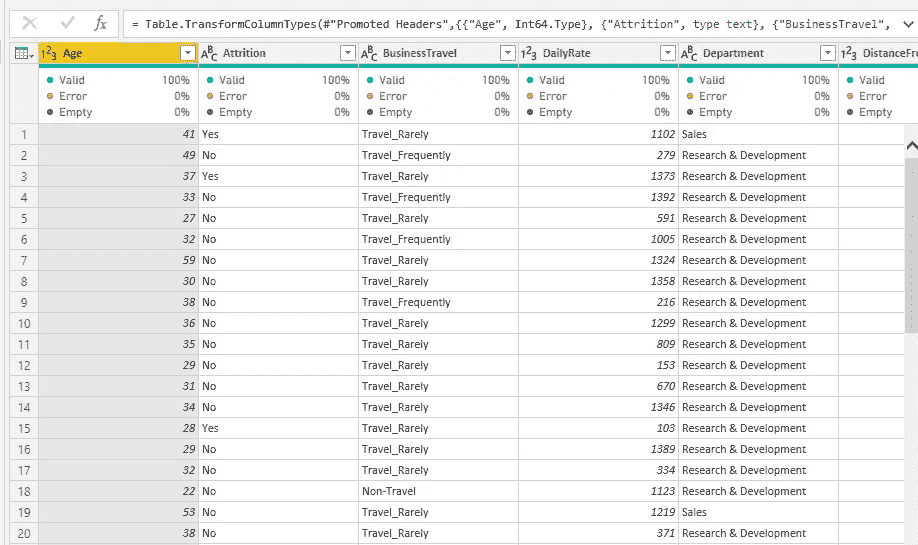 fx = Table.TransformColumnTypes(#"Promoted Headers",{{"Age", Int64.Type}, {"Attrition", type text}, {"BusinessTravel",
123 Age ABC Attrition ABC BusinessTravel 123 DailyRate ABC Department 123 DistanceFr
Valid 100% Valid 100% Valid 100% Valid 100% Valid 100% Valid
Error 0% Error 0% Error 0% Error 0% Error 0% Error
Empty 0% Empty 0% Empty 0% Empty 0% Empty 0% Empty
1 41 Yes Travel_Rarely 1102 Sales
2 49 No Travel_Frequently 279 Research & Development
3 37 Yes Travel_Rarely 1373 Research & Development
4 33 No Travel_Frequently 1392 Research & Development
5 27 No Travel_Rarely 591 Research & Development
6 32 No Travel_Frequently 1005 Research & Development
7 59 No Travel_Rarely 1324 Research & Development
8 30 No Travel_Rarely 1358 Research & Development
9 38 No Travel_Frequently 216 Research & Development
10 36 No Travel_Rarely 1299 Research & Development
11 35 No Travel_Rarely 809 Research & Development
12 29 No Travel_Rarely 153 Research & Development
13 31 No Travel_Rarely 670 Research & Development
14 34 No Travel_Rarely 1346 Research & Development
15 28 Yes Travel_Rarely 103 Research & Development
16 29 No Travel_Rarely 1389 Research & Development
17 32 No Travel_Rarely 334 Research & Development
18 22 No Non-Travel 1123 Research & Development
19 53 No Travel_Rarely 1219 Sales
20 38 No Travel_Rarely 371 Research & Development